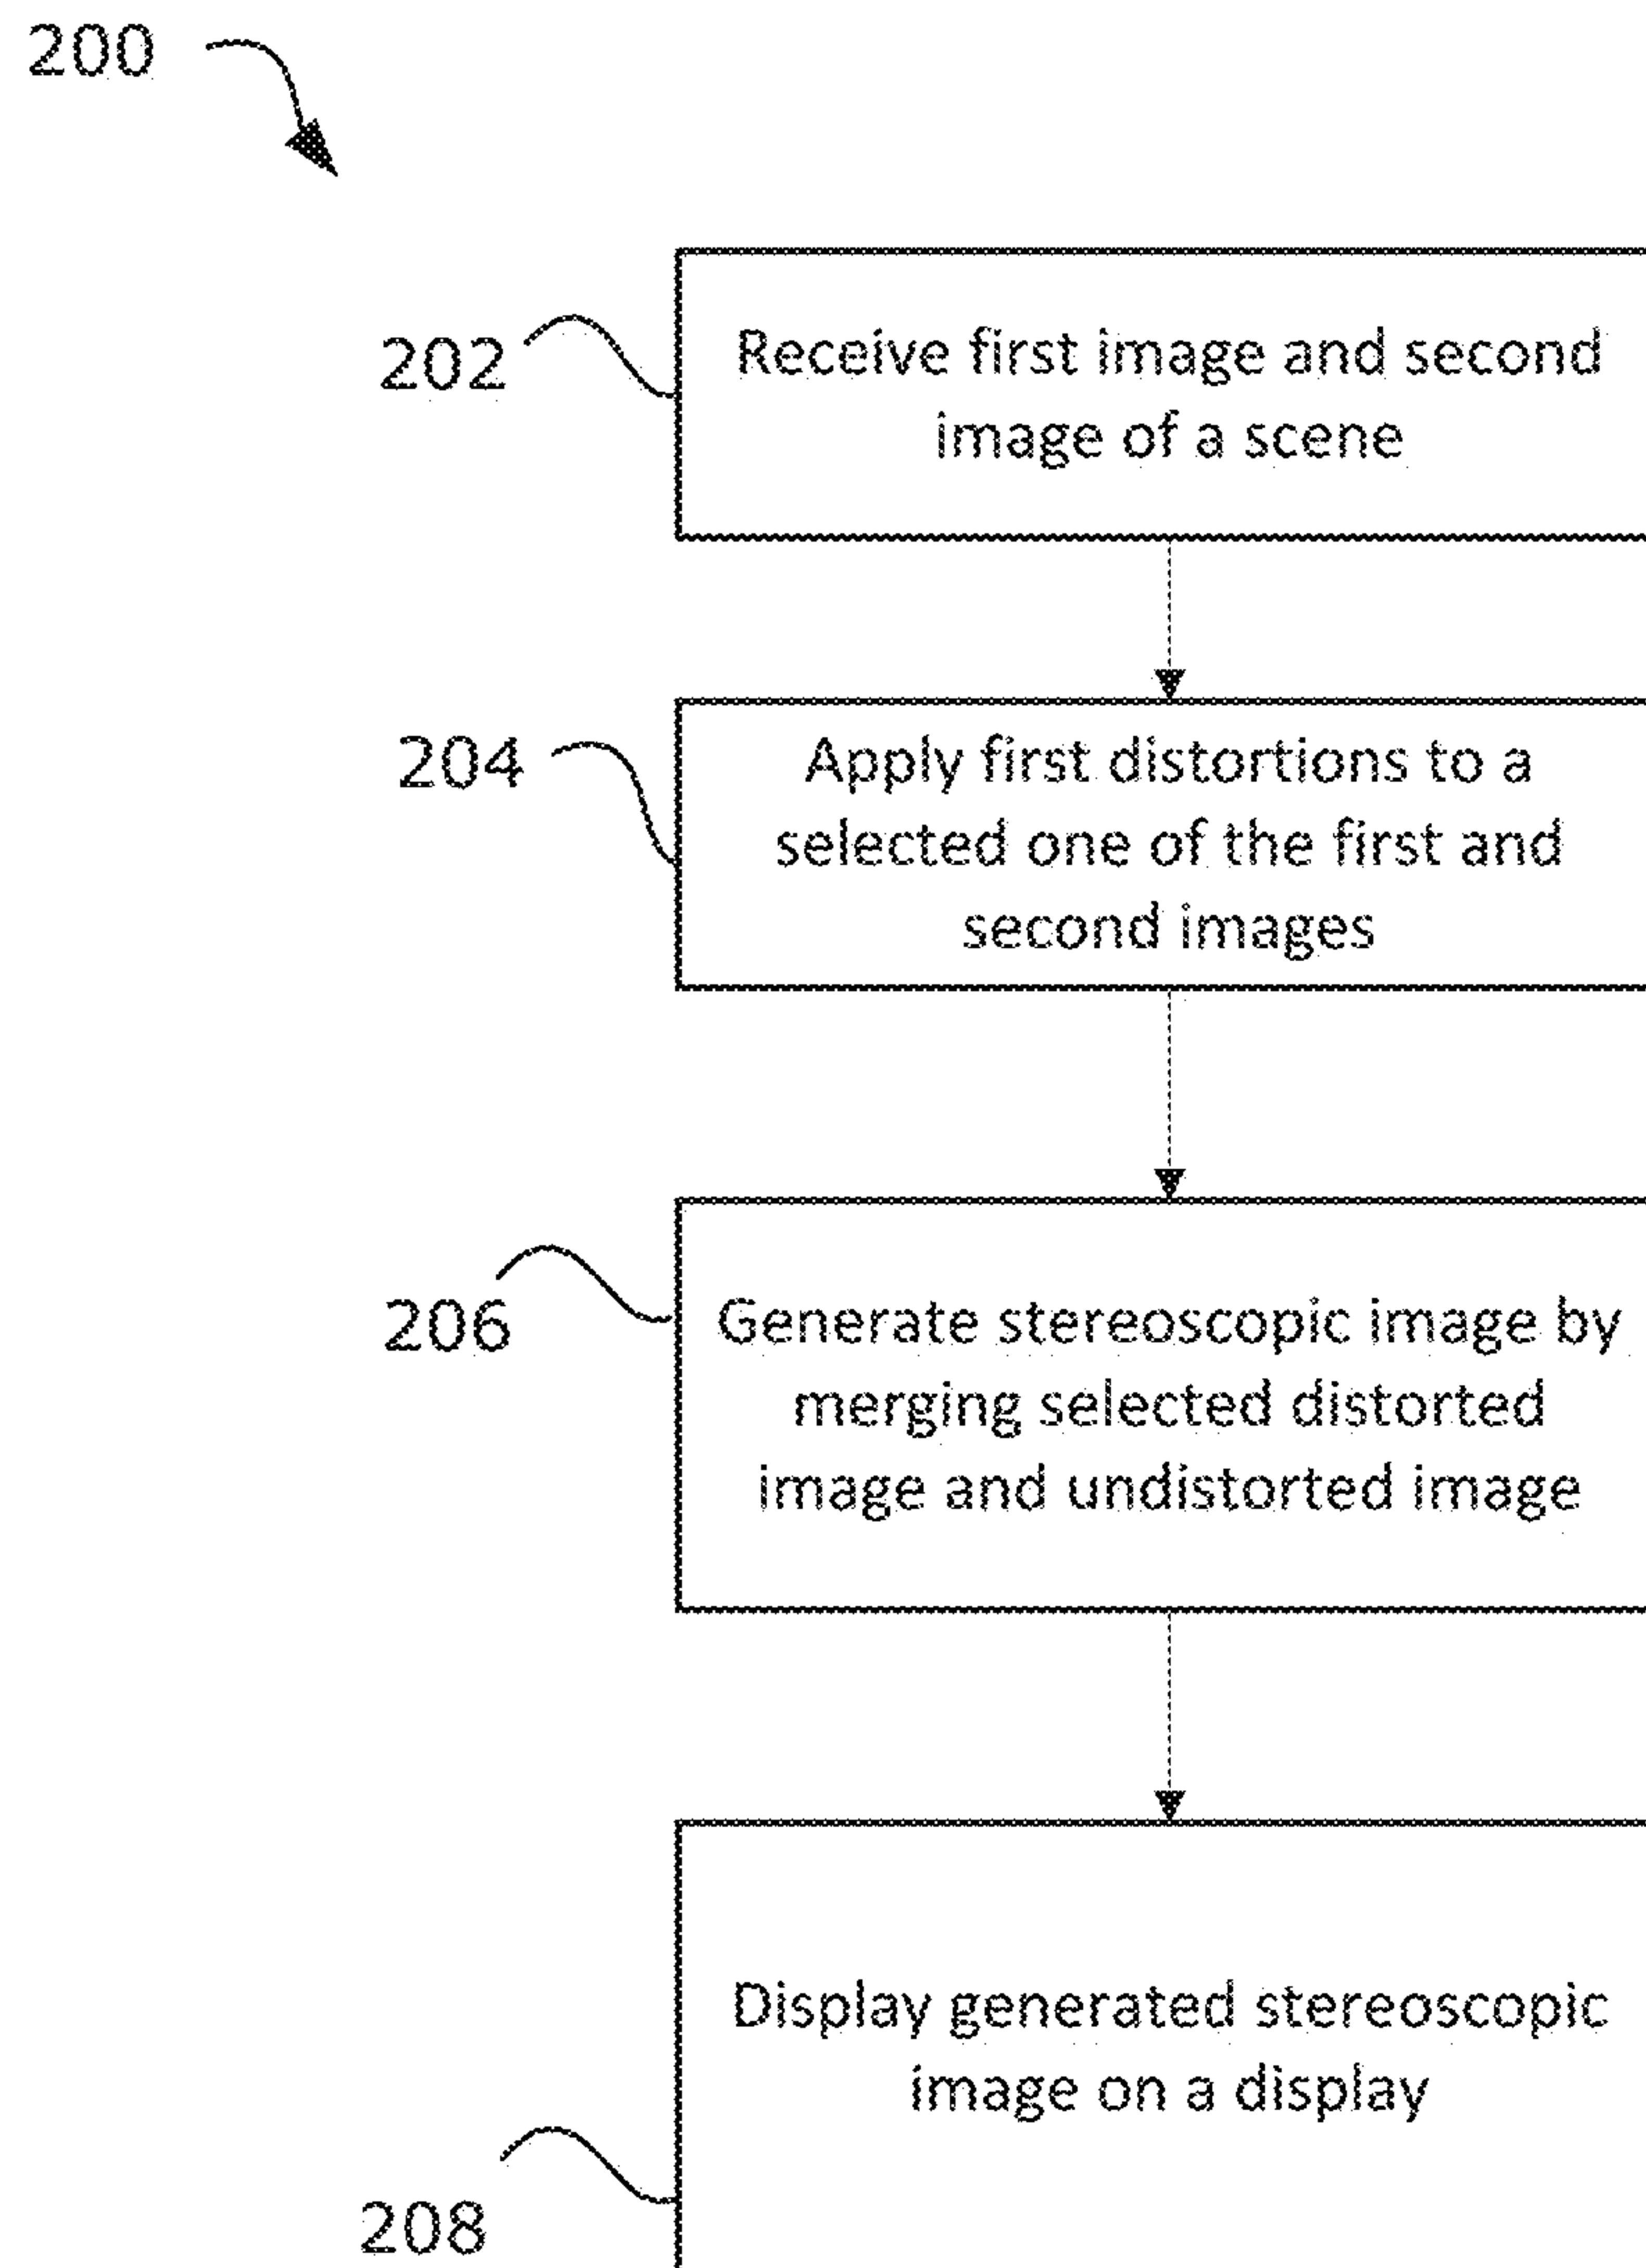 200
202
Receive first image and second
image of a scene
204
Apply first distortions to a
selected one of the first and
second images
206
Generate stereoscopic image by
merging selected distorted
image and undistorted image
Display generated stereoscopic
image on a display
208